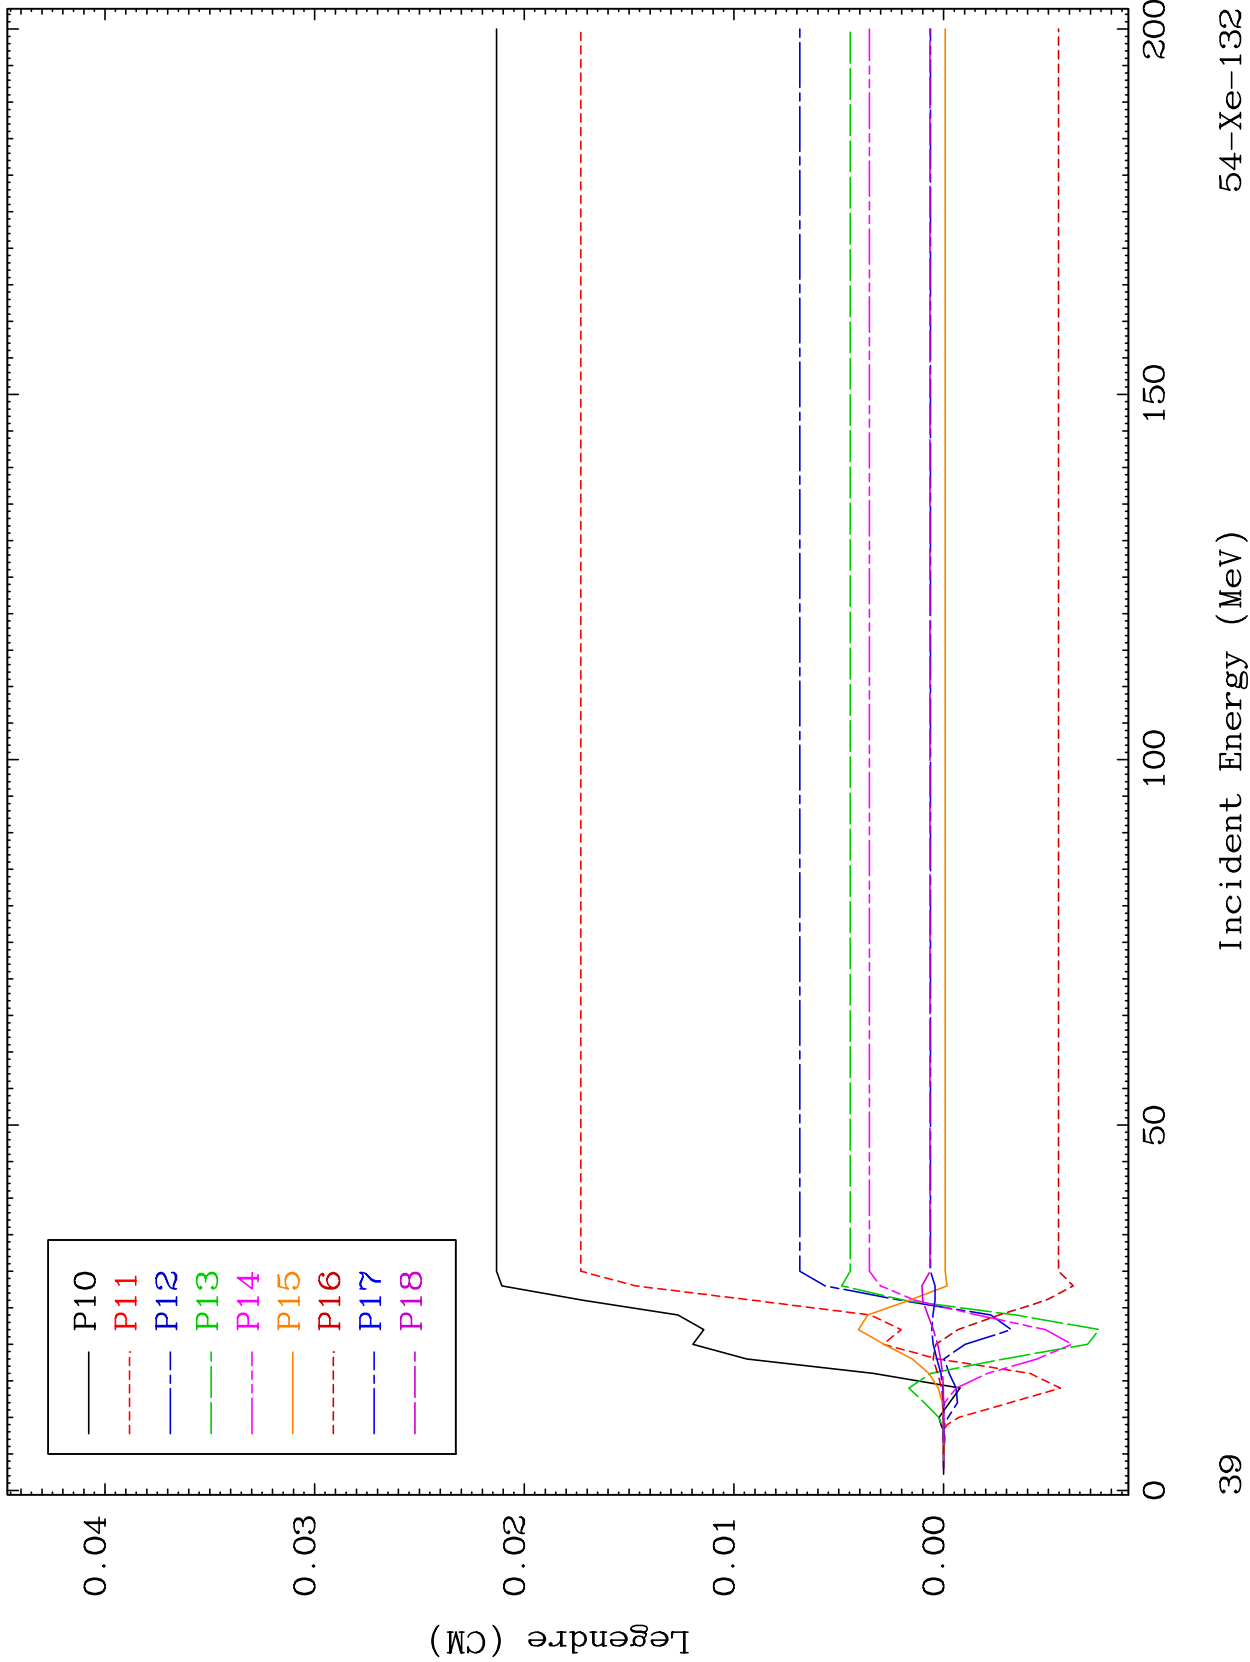 P10
P11
P12
P13
P14
P15
P16
P17
P18
0.04
0.03
0.02
0.01
0.00
Legendre (CM)
0
50
100
150
200
Incident Energy (MeV)
39
54-Xe-132